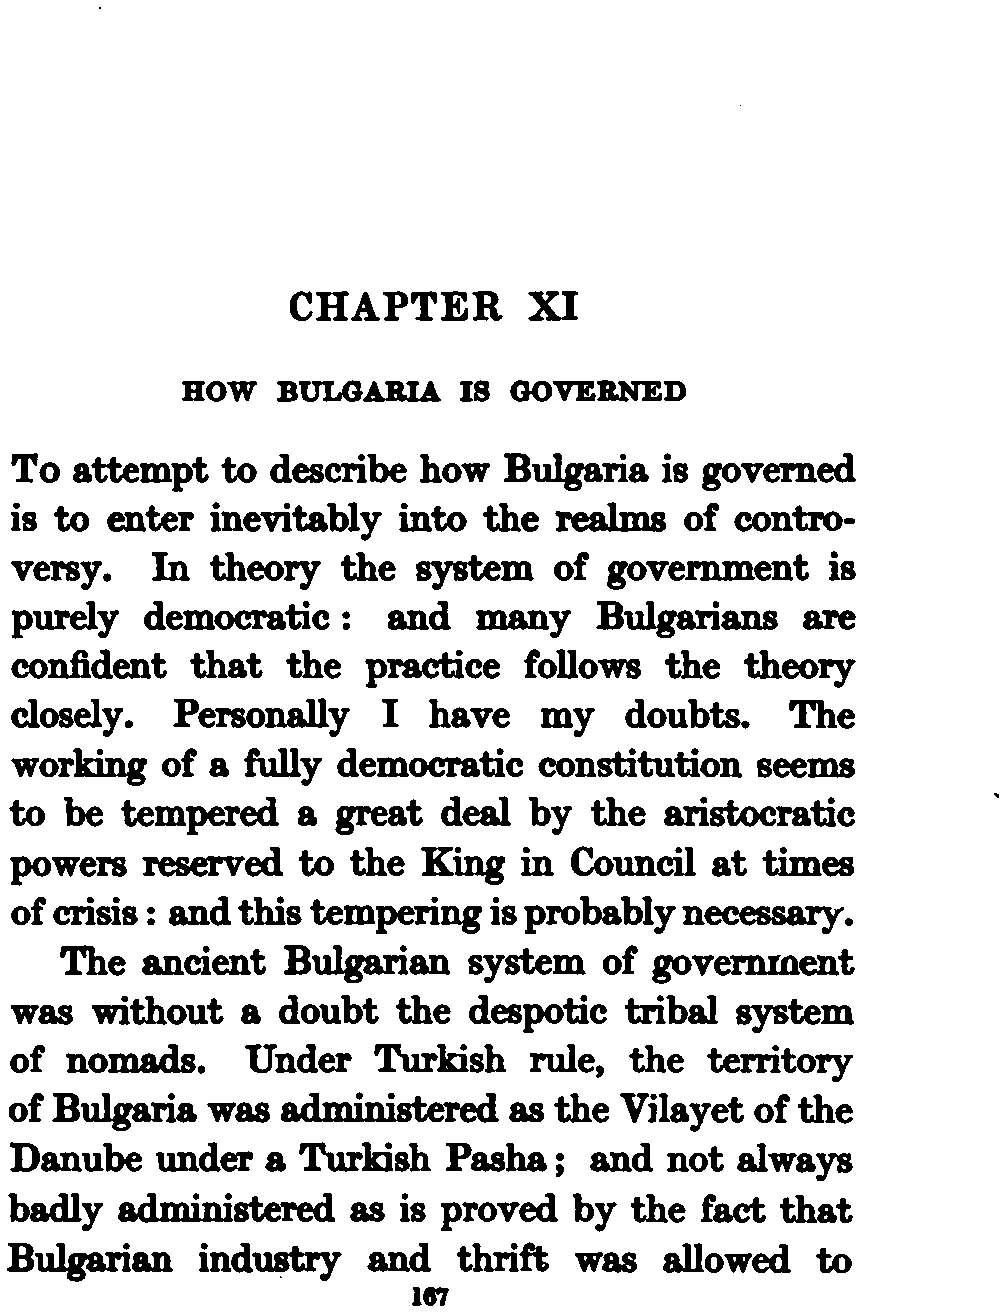 CHAPTER XI
HOW BULGARIA IS GOVERNED
To attempt to describe how Bulgaria is governed
is to enter inevitably into the realms of contro-
versy. In theory the system of government is
purely democratic : and many Bulgarians are
confident that the practice follows the theory
closely. Personally I have my doubts. The
working of a fully democratic constitution seems
to be tempered a great deal by the aristocratic
powers reserved to the King in Council at times
of crisis : and this tempering is probably necessary.
The ancient Bulgarian system of government
was without a doubt the despotic tribal system
of nomads. Under Turkish rule, the territory
of Bulgaria was administered as the Vilayet of the
Danube under a Turkish Pasha ; and not always
badly administered as is proved by the fact that
Bulgarian industry and thrift was allowed to
167